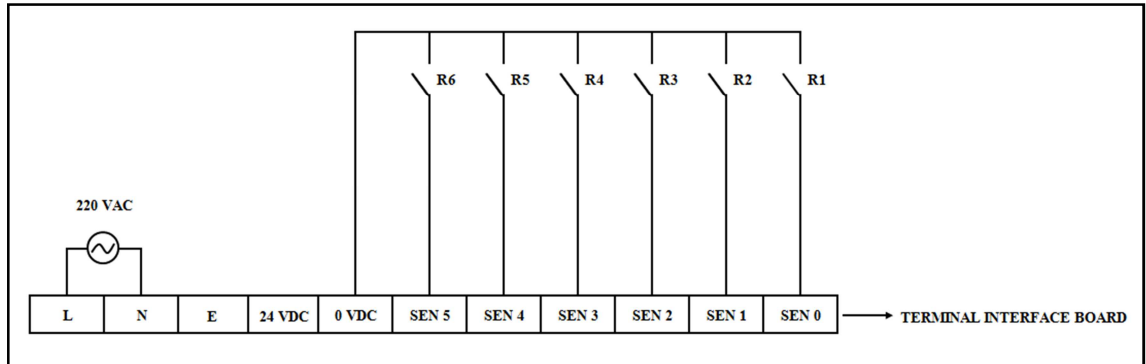 R6 R5 R4 R3 R2 R1
220 VAC
L N E 24 VDC 0 VDC SEN 5 SEN 4 SEN 3 SEN 2 SEN 1 SEN 0 TERMINAL INTERFACE BOARD